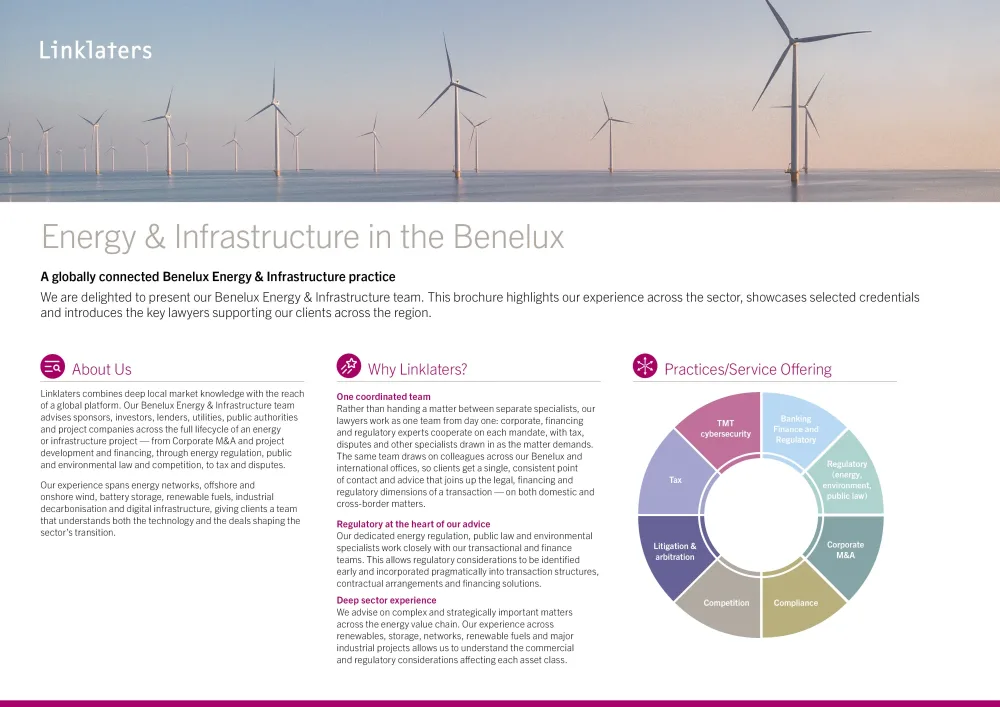 Linklaters
Energy & Infrastructure in the Benelux
A globally connected Benelux Energy & Infrastructure practice
We are delighted to present our Benelux Energy & Infrastructure team. This brochure highlights our experience across the sector, showcases selected credentials
and introduces the key lawyers supporting our clients across the region.
About Us
Linklaters combines deep local market knowledge with the reach
of a global platform. Our Benelux Energy & Infrastructure team
advises sponsors, investors, lenders, utilities, public authorities
and project companies across the full lifecycle of an energy
or infrastructure project — from Corporate M&A and project
development and financing, through energy regulation, public
and environmental law and competition, to tax and disputes.
Our experience spans energy networks, offshore and
onshore wind, battery storage, renewable fuels, industrial
decarbonisation and digital infrastructure, giving clients a team
that understands both the technology and the deals shaping the
sector's transition.
Why Linklaters?
One coordinated team
Rather than handing a matter between separate specialists, our
lawyers work as one team from day one: corporate, financing
and regulatory experts cooperate on each mandate, with tax,
disputes and other specialists drawn in as the matter demands.
The same team draws on colleagues across our Benelux and
international offices, so clients get a single, consistent point
of contact and advice that joins up the legal, financing and
regulatory dimensions of a transaction — on both domestic and
cross-border matters.
Regulatory at the heart of our advice
Our dedicated energy regulation, public law and environmental
specialists work closely with our transactional and finance
teams. This allows regulatory considerations to be identified
early and incorporated pragmatically into transaction structures,
contractual arrangements and financing solutions.
Deep sector experience
We advise on complex and strategically important matters
across the energy value chain. Our experience across
renewables, storage, networks, renewable fuels and major
industrial projects allows us to understand the commercial
and regulatory considerations affecting each asset class.
Practices/Service Offering
Banking
Finance and
Regulatory
Regulatory
(energy,
environment,
public law)
Corporate
M&A
Compliance
Competition
Litigation &
arbitration
Tax
TMT
cybersecurity